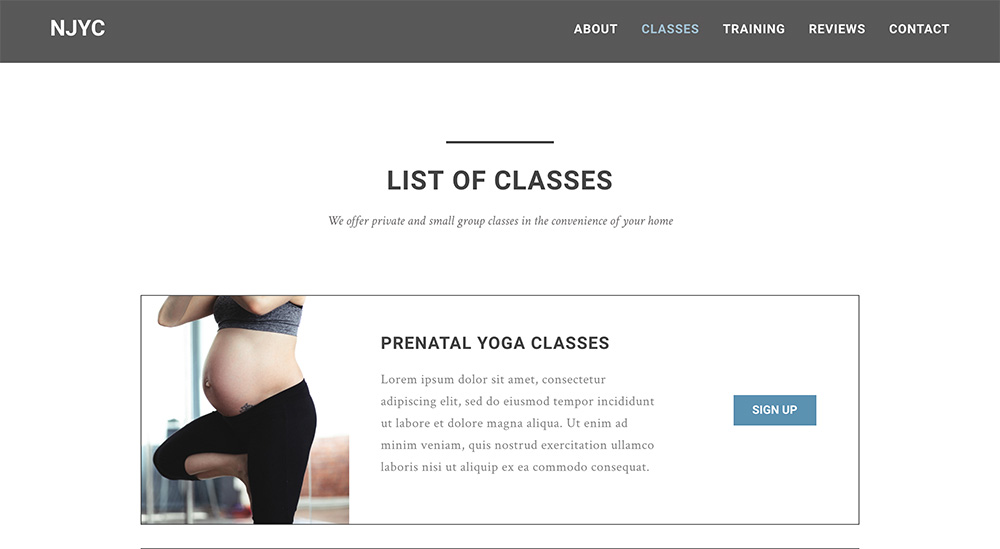 NJYC
ABOUT CLASSES TRAINING REVIEWS CONTACT
LIST OF CLASSES
We offer private and small group classes in the convenience of your home
PRENATAL YOGA CLASSES
Lorem ipsum dolor sit amet, consectetur
adipiscing elit, sed do eiusmod tempor incididunt
ut labore et dolore magna aliqua. Ut enim ad
minim veniam, quis nostrud exercitation ullamco
laboris nisi ut aliquip ex ea commodo consequat.
SIGN UP